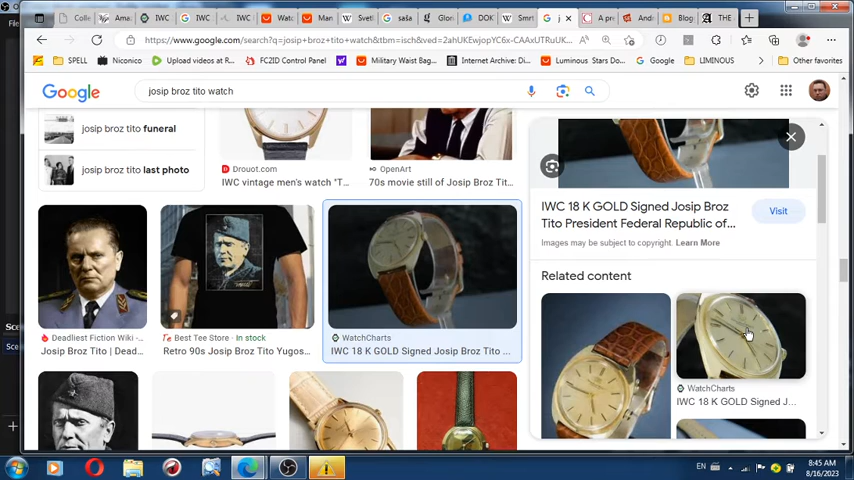 Colle
Ama
IWC
IWC
IWC
Watc
Man
Svetl
saša
Glori
DOK
Smrt
j
A pre
Andr
Blog
THE
https://www.google.com/search?q=josip+broz+tito+watch&tbm=isch&ved=2ahUKEwjopYC6x-CAAxUTuUK...
SPELL
Niconico
Upload videos at R...
FC2ID Control Panel
Military Waist Bag...
Internet Archive: Di...
Luminous Stars Do...
Google
LIMINOUS
Other favorites
Google
josip broz tito watch
josip broz tito funeral
josip broz tito last photo
Drouot.com
IWC vintage men's watch "T...
OpenArt
70s movie still of Josip Broz Tit...
Deadliest Fiction Wiki - ...
Josip Broz Tito | Dead...
Best Tee Store · In stock
Retro 90s Josip Broz Tito Yugos...
WatchCharts
IWC 18 K GOLD Signed Josip Broz Tito ...
IWC 18 K GOLD Signed Josip Broz
Tito President Federal Republic of...
Visit
Images may be subject to copyright. Learn More
Related content
WatchCharts
IWC 18 K GOLD Signed J...
Sce
Scen
EN
8:45 AM
8/16/2023